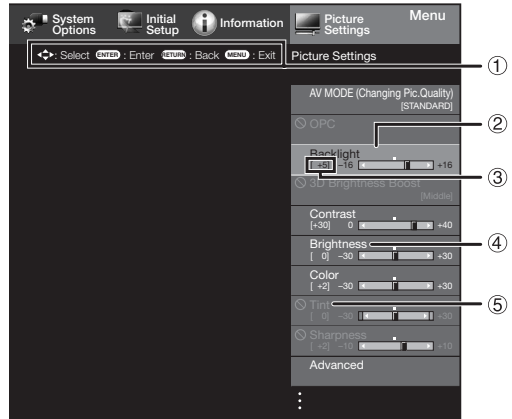 System Options
Initial Setup
Information
Picture Settings
Menu
: Select ENTER : Enter RETURN : Back MENU : Exit
Picture Settings
①
AV MODE (Changing Pic.Quality)
[STANDARD]
OPC
②
Backlight
[ +5] −16 +16
③
3D Brightness Boost
[Middle]
Contrast
[+30] 0 +40
Brightness
④
[ 0] −30 +30
Color
[ +2] −30 +30
Tint
⑤
[ 0] −30 +30
Sharpness
[ +2] −10 +10
Advanced